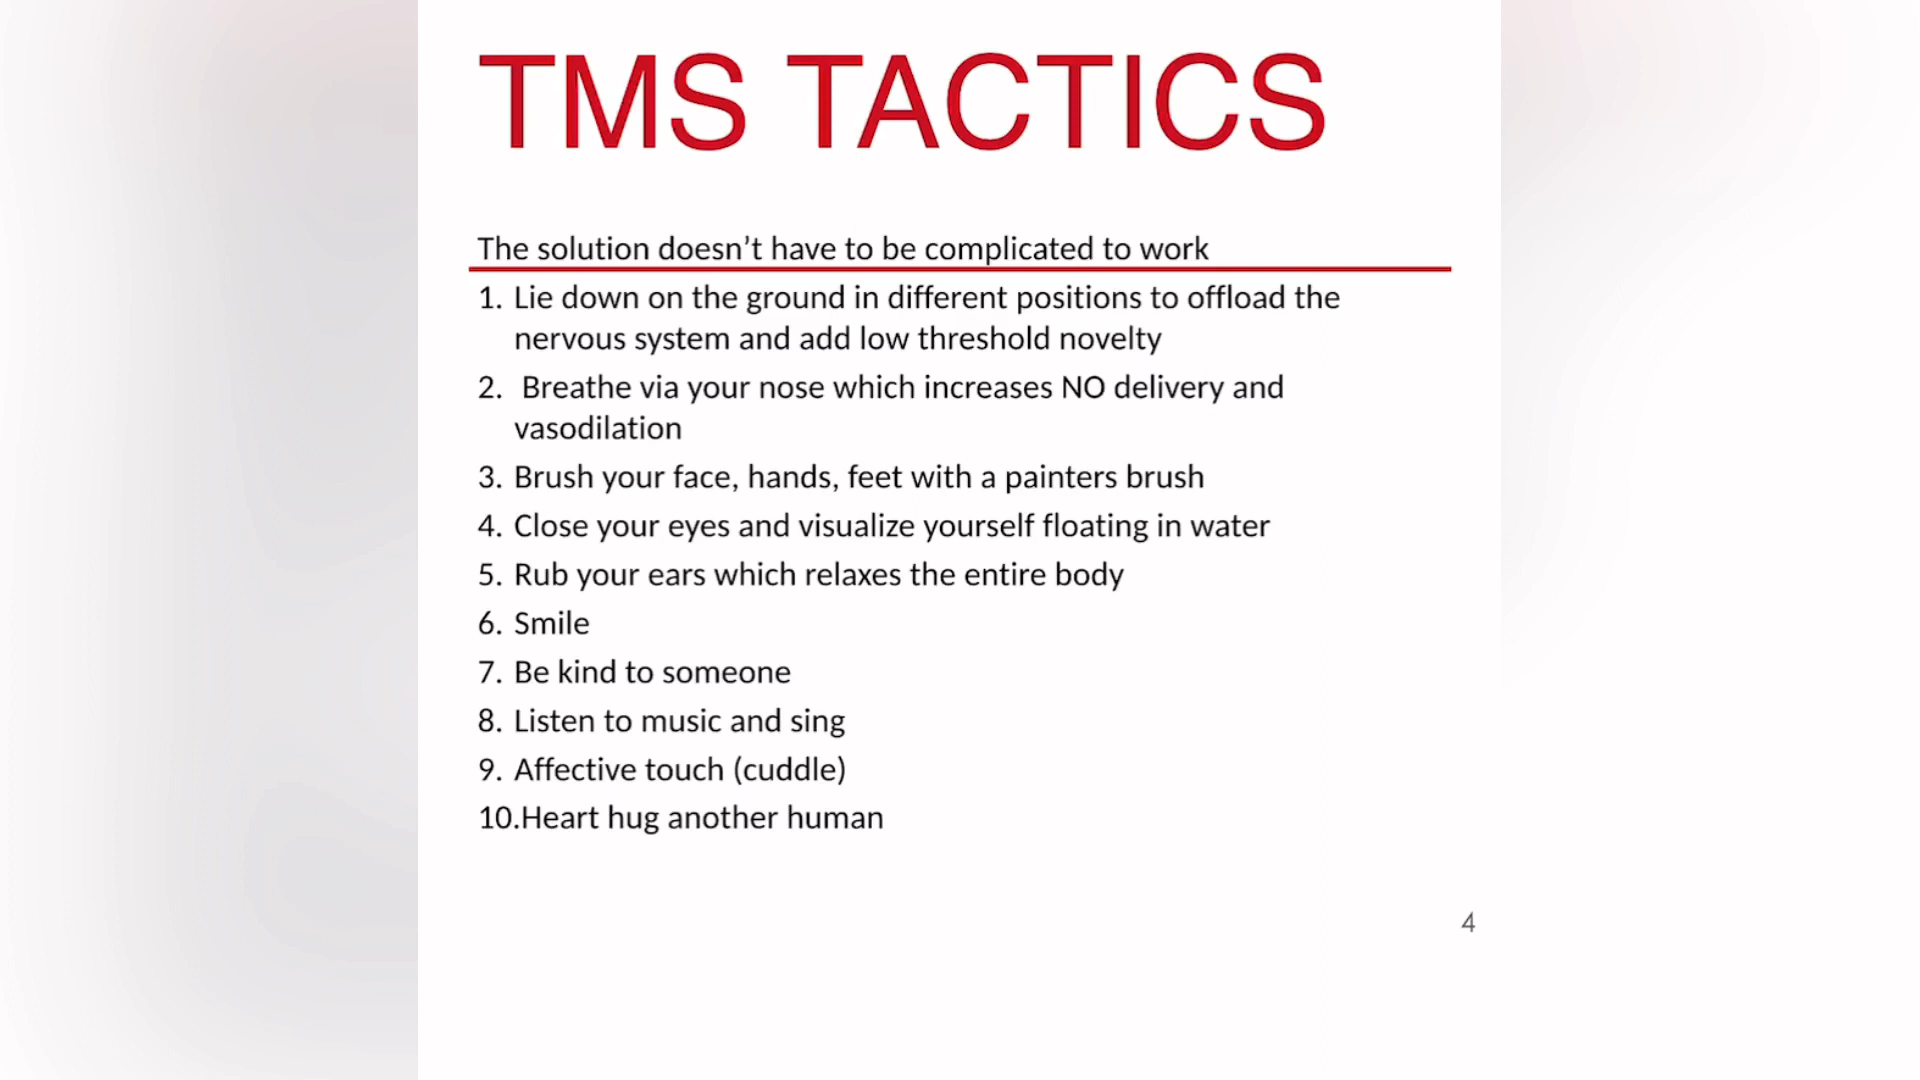 TMS TACTICS
The solution doesn’t have to be complicated to work
1. Lie down on the ground in different positions to offload the
nervous system and add low threshold novelty
2. Breathe via your nose which increases NO delivery and
vasodilation
3. Brush your face, hands, feet with a painters brush
4. Close your eyes and visualize yourself floating in water
5. Rub your ears which relaxes the entire body
6. Smile
7. Be kind to someone
8. Listen to music and sing
9. Affective touch (cuddle)
10.Heart hug another human
4